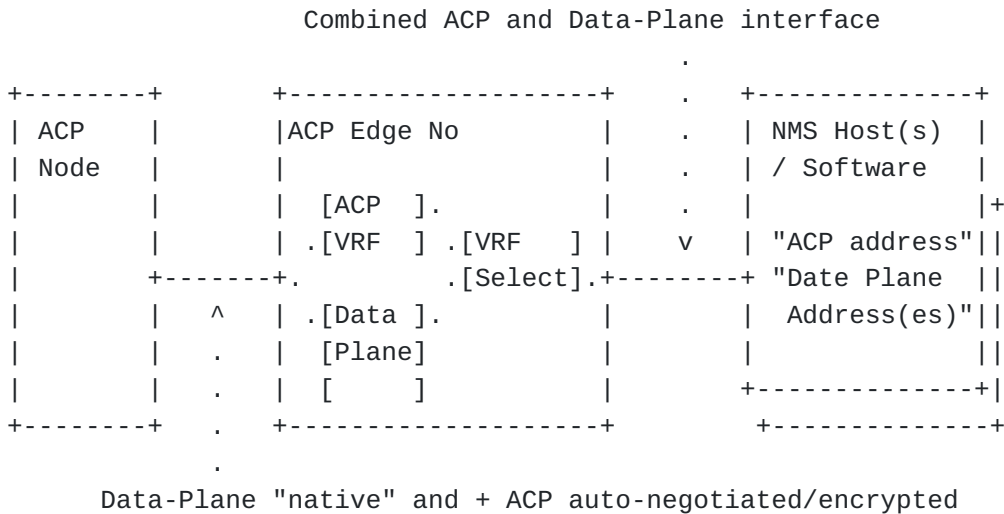 Combined ACP and Data-Plane interface
.
+--------+       +--------------------+   .   +--------------+
| ACP    |       |ACP Edge No         |   .   | NMS Host(s)  |
| Node   |       |                    |   .   | / Software   |
|        |       |  [ACP  ].          |   .   |              |+
|        |       | .[VRF  ] .[VRF   ] |   v   | "ACP address"||
|        +-------+.         .[Select].+--------+ "Date Plane  ||
|        |   ^   | .[Data ].          |       |  Address(es)"||
|        |   .   |  [Plane]           |       |              ||
|        |   .   |  [     ]           |       +--------------+|
+--------+   .   +--------------------+        +--------------+
.
Data-Plane "native" and + ACP auto-negotiated/encrypted